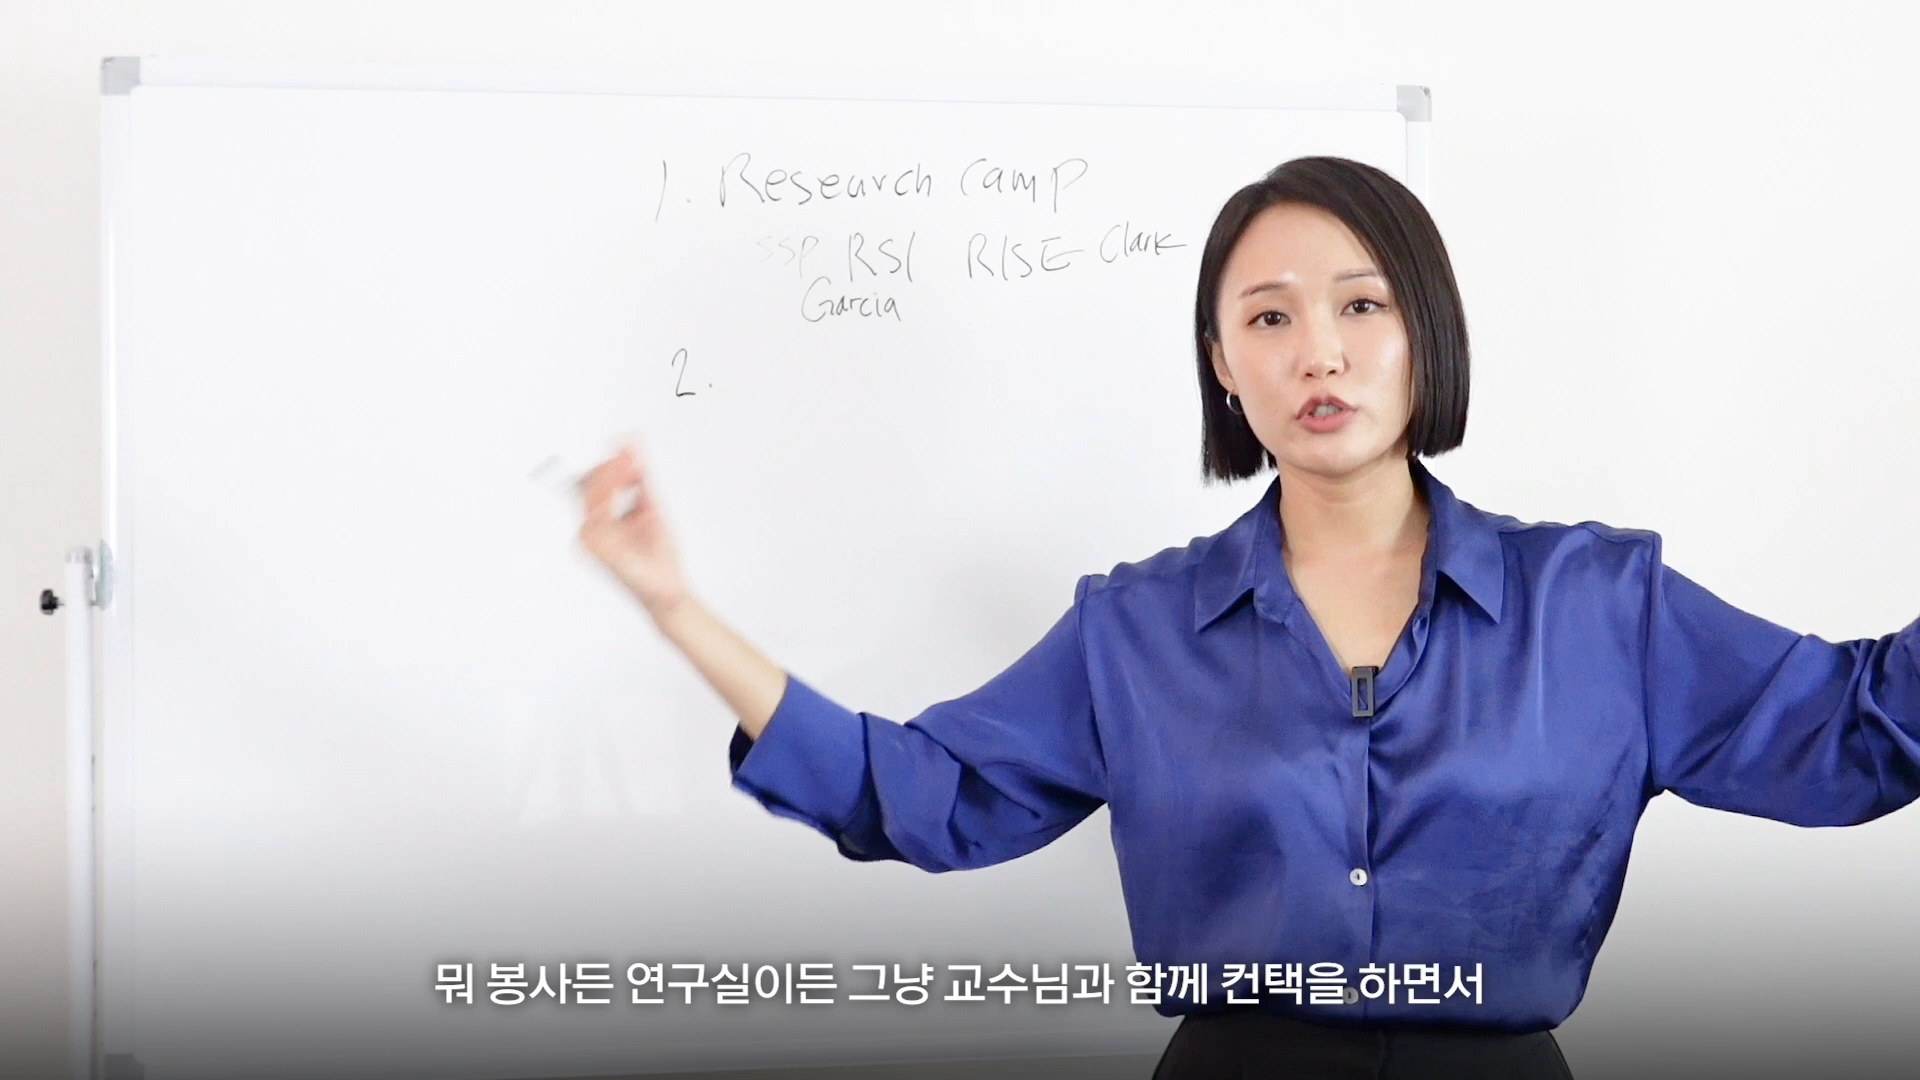 1. Research camp
SSP RSI RISE Clark
Garcia
2.
뭐 봉사든 연구실이든 그냥 교수님과 함께 컨택을 하면서